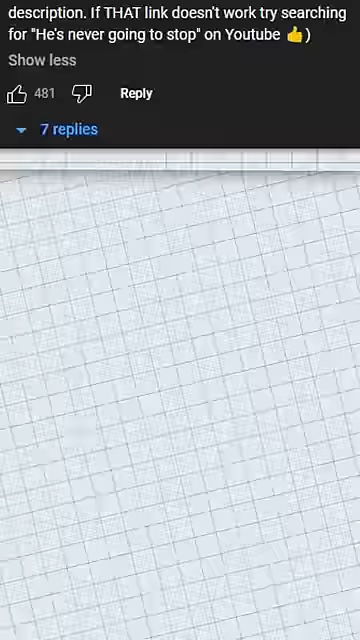 description. If THAT link doesn't work try searching
for "He's never going to stop" on Youtube 👍)
Show less
481
Reply
7 replies